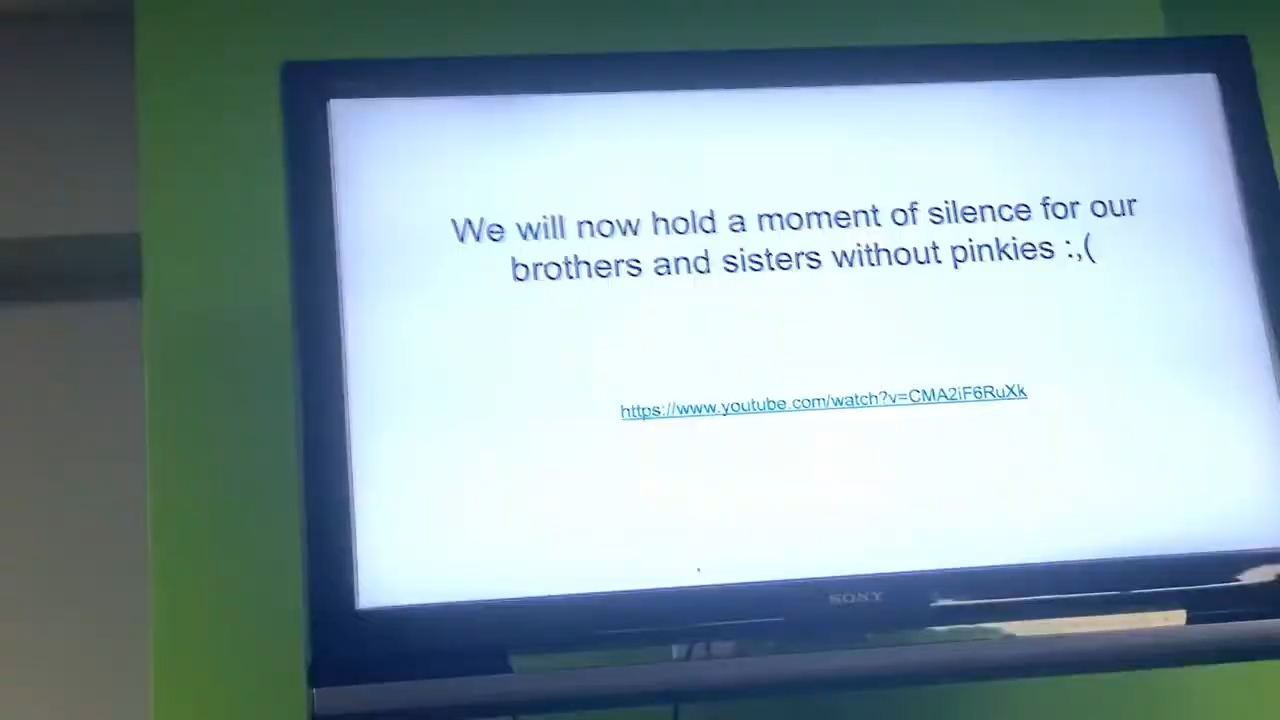 We will now hold a moment of silence for our
brothers and sisters without pinkies :,(
https://www.youtube.com/watch?v=CMA2iF6RuXk
SONY